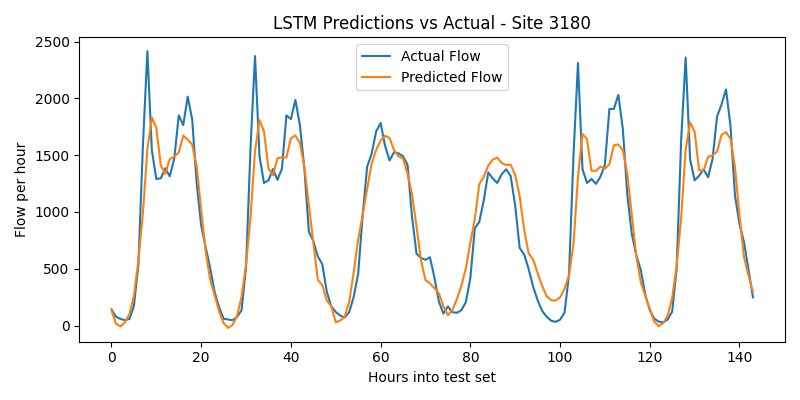 LSTM Predictions vs Actual - Site 3180
Actual Flow
Predicted Flow
Flow per hour
2500
2000
1500
1000
500
0
0 20 40 60 80 100 120 140
Hours into test set